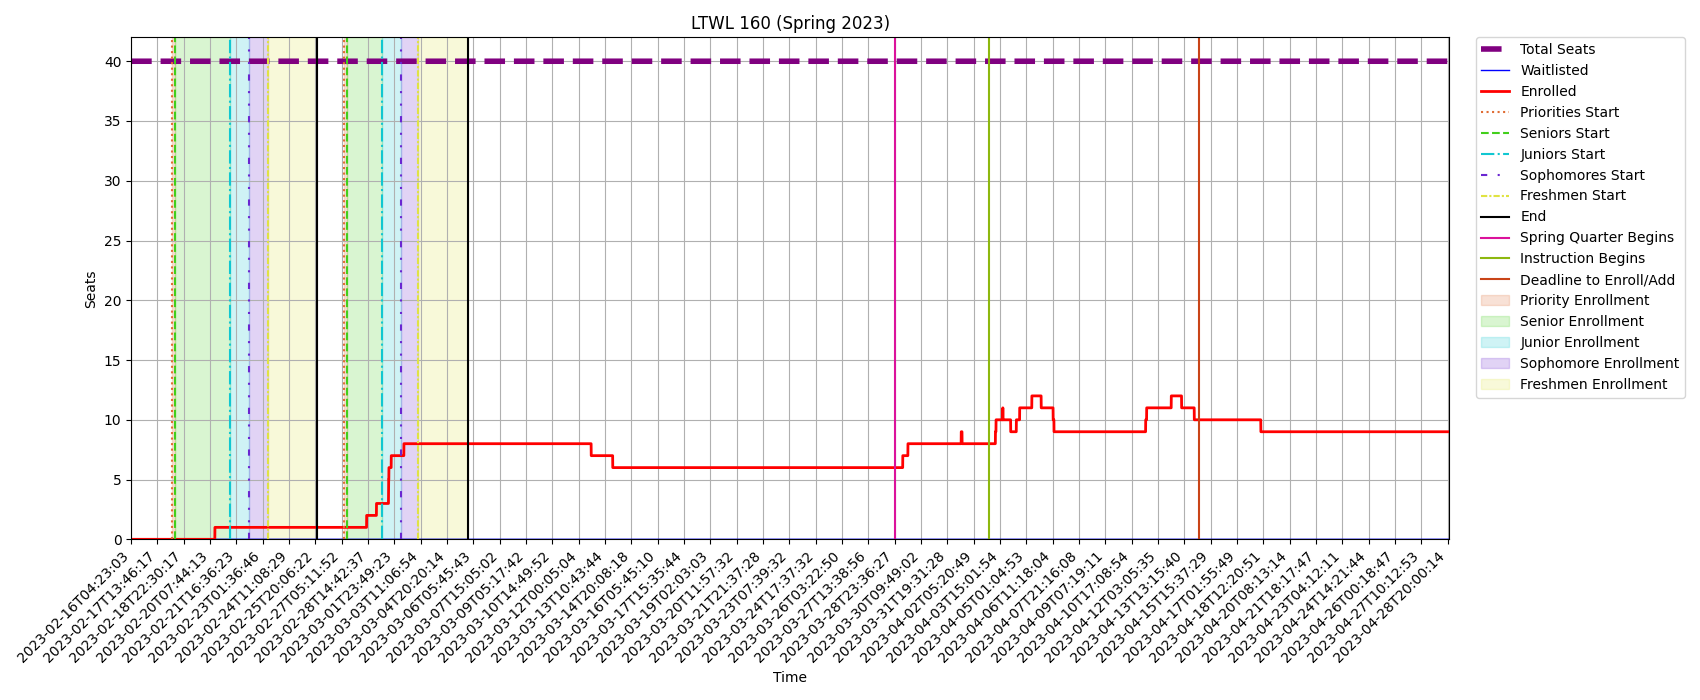 LTWL 160 (Spring 2023)
Seats
40
35
30
25
20
15
10
5
0
2023-02-16T04:23:03
2023-02-17T13:46:17
2023-02-18T22:30:17
2023-02-20T07:44:13
2023-02-21T16:36:23
2023-02-23T01:36:46
2023-02-24T11:08:29
2023-02-25T20:06:22
2023-02-27T05:11:52
2023-02-28T14:42:37
2023-03-01T23:49:23
2023-03-03T11:06:54
2023-03-04T20:20:14
2023-03-06T05:45:43
2023-03-07T15:05:02
2023-03-09T05:17:42
2023-03-10T14:49:52
2023-03-12T00:05:04
2023-03-13T10:43:44
2023-03-14T20:08:18
2023-03-16T05:45:10
2023-03-17T15:35:44
2023-03-19T02:03:03
2023-03-20T11:57:32
2023-03-21T21:37:28
2023-03-23T07:39:32
2023-03-24T17:37:32
2023-03-26T03:22:50
2023-03-27T13:38:56
2023-03-28T23:36:27
2023-03-30T09:49:02
2023-03-31T19:31:28
2023-04-02T05:20:49
2023-04-03T15:01:54
2023-04-05T01:04:53
2023-04-06T11:18:04
2023-04-07T21:16:08
2023-04-09T07:19:11
2023-04-10T17:08:54
2023-04-12T03:05:35
2023-04-13T13:15:40
2023-04-15T15:37:29
2023-04-17T01:55:49
2023-04-18T12:20:51
2023-04-20T08:13:14
2023-04-21T18:17:47
2023-04-23T04:12:11
2023-04-24T14:21:44
2023-04-26T00:18:47
2023-04-27T10:12:53
2023-04-28T20:00:14
Time
Total Seats
Waitlisted
Enrolled
Priorities Start
Seniors Start
Juniors Start
Sophomores Start
Freshmen Start
End
Spring Quarter Begins
Instruction Begins
Deadline to Enroll/Add
Priority Enrollment
Senior Enrollment
Junior Enrollment
Sophomore Enrollment
Freshmen Enrollment